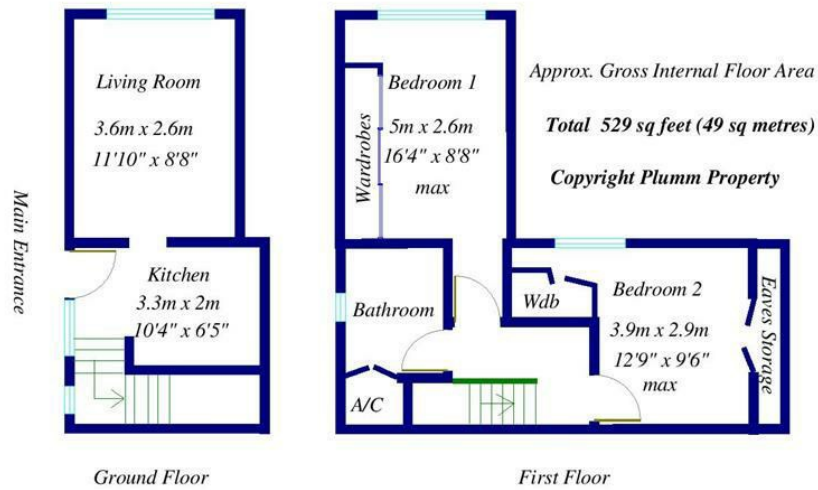 Living Room
3.6m x 2.6m
11'10" x 8'8"
Main Entrance
Kitchen
3.3m x 2m
10'4" x 6'5"
Ground Floor
Bedroom 1
5m x 2.6m
16'4" x 8'8"
max
Wardrobes
Bathroom
A/C
Wdb
Bedroom 2
3.9m x 2.9m
12'9" x 9'6"
max
Eaves Storage
First Floor
Approx. Gross Internal Floor Area
Total 529 sq feet (49 sq metres)
Copyright Plumm Property